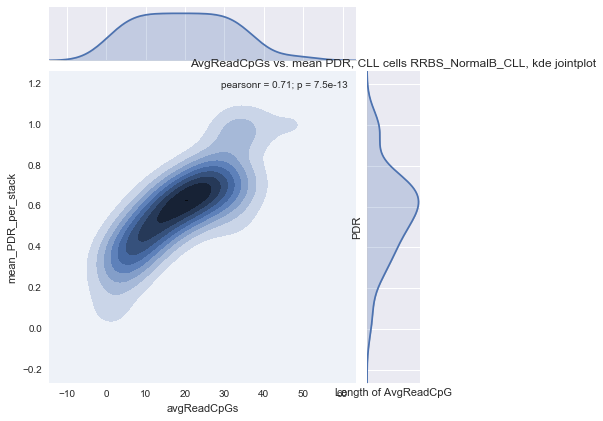 AvgReadCpGs vs. mean PDR, CLL cells RRBS_NormalB_CLL, kde jointplot
pearsonr = 0.71; p = 7.5e-13
1.2
1.0
0.8
0.6
0.4
0.2
0.0
−0.2
mean_PDR_per_stack
PDR
−10 0 10 20 30 40 50 60
avgReadCpGs
Length of AvgReadCpG